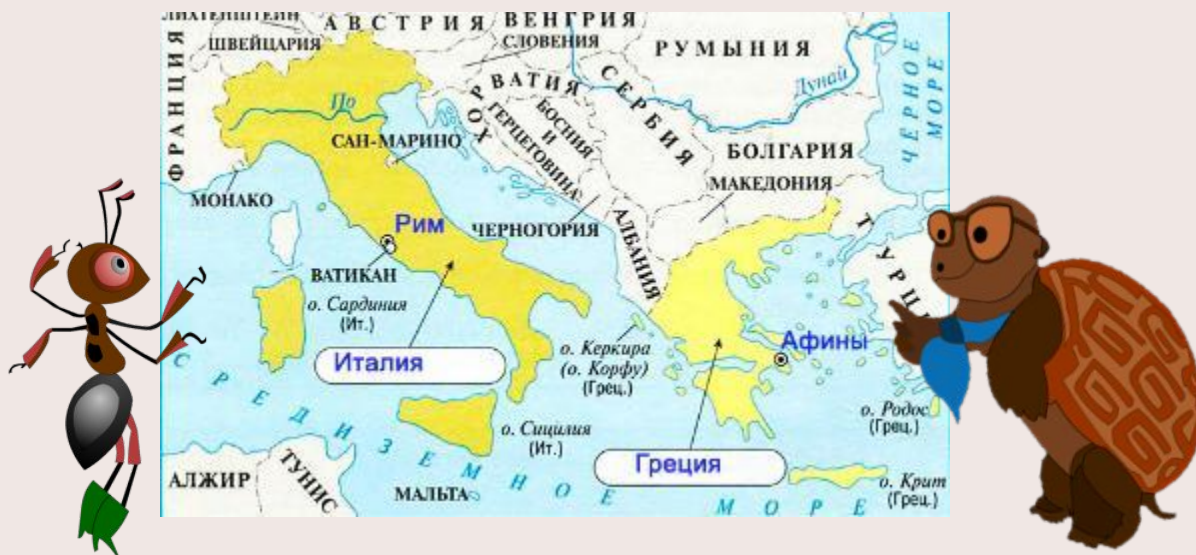 ЛИХТЕНШТЕЙН
АВСТРИЯ
ВЕНГРИЯ
ШВЕЙЦАРИЯ
СЛОВЕНИЯ
РУМЫНИЯ
ФРАНЦИЯ
По
Дунай
ХОРВАТИЯ
СЕРБИЯ
БОСНИЯ
И
ГЕРЦЕГОВИНА
ЧЁРНОЕ
МОРЕ
САН-МАРИНО
БОЛГАРИЯ
МОНАКО
МАКЕДОНИЯ
Рим
ЧЕРНОГОРИЯ
АЛБАНИЯ
ТУРЦ
ВАТИКАН
о. Сардиния
(Ит.)
Италия
о. Керкира
(о. Корфу)
(Грец.)
Афины
о. Родос
(Грец.)
о. Сицилия
(Ит.)
Греция
СРЕДИЗЕМНОЕ МОРЕ
АЛЖИР
ТУНИС
МАЛЬТА
о. Крит
(Грец.)